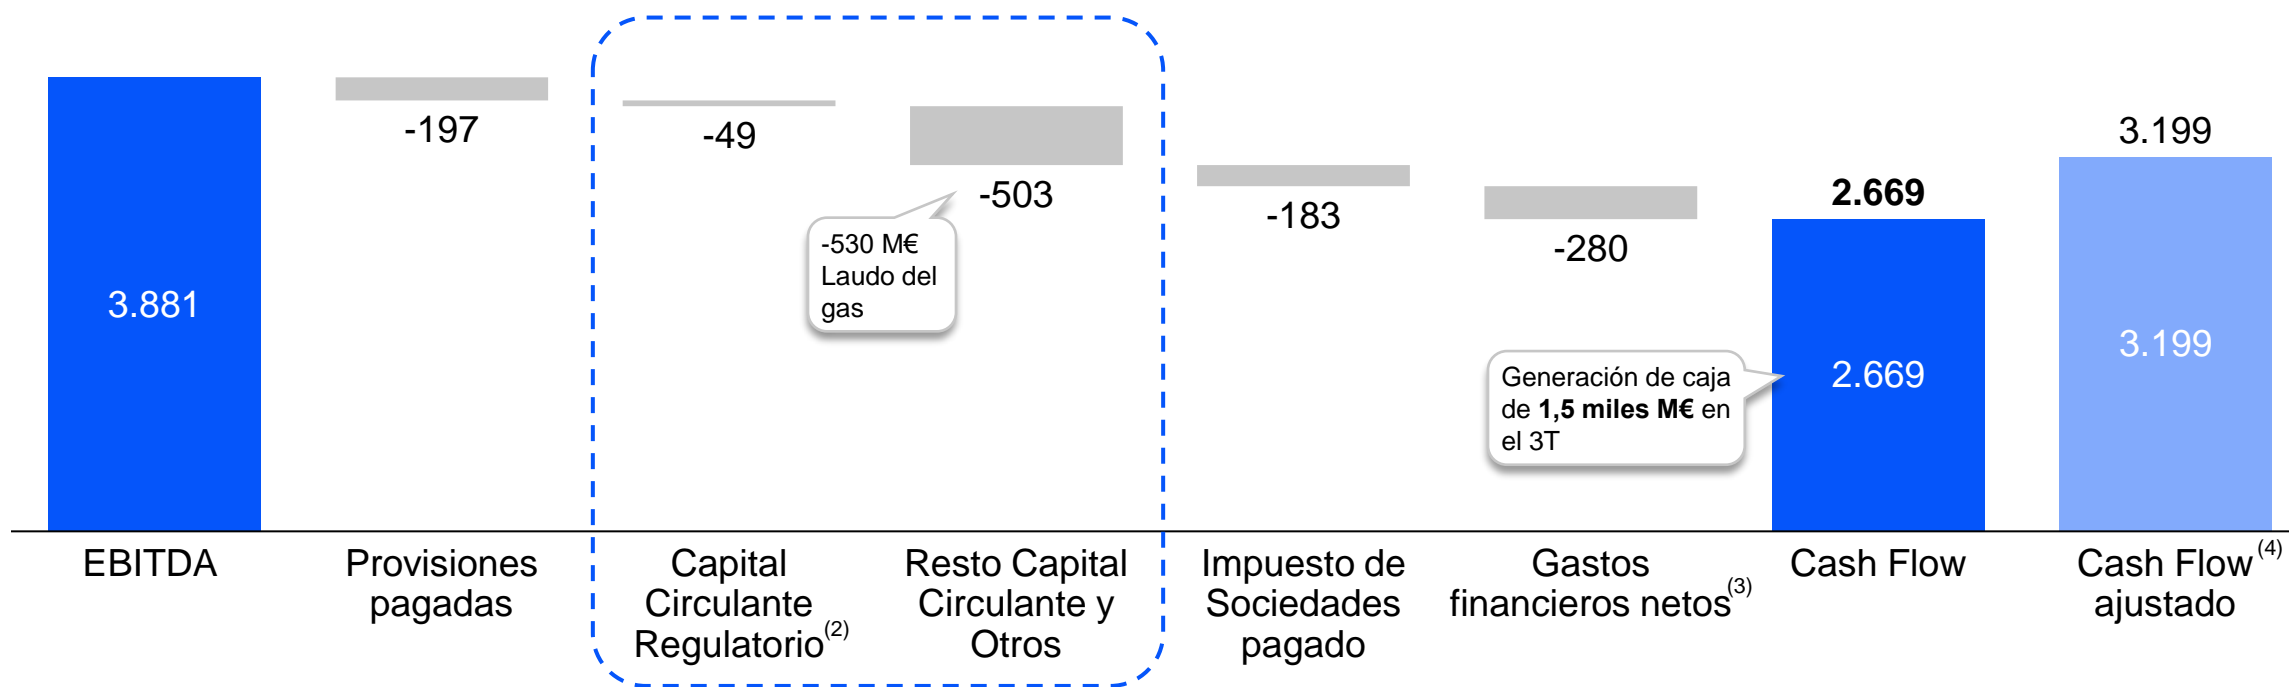 3.881
-197
-49
-503
-530 M€
Laudo del
gas
-183
-280
2.669
2.669
Generación de caja
de 1,5 miles M€ en
el 3T
3.199
3.199
EBITDA
Provisiones
pagadas
Capital
Circulante
Regulatorio(2)
Resto Capital
Circulante y
Otros
Impuesto de
Sociedades
pagado
Gastos
financieros netos(3)
Cash Flow
Cash Flow(4)
ajustado